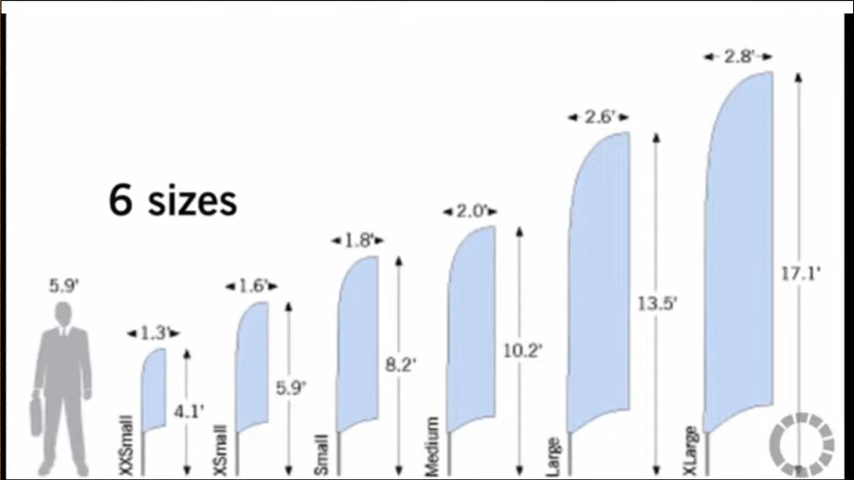 6 sizes
5.9'
1.3'
4.1'
XXSmall
1.6'
5.9'
XSmall
1.8'
8.2'
Small
2.0'
10.2'
Medium
2.6'
13.5'
Large
2.8'
17.1'
XLarge